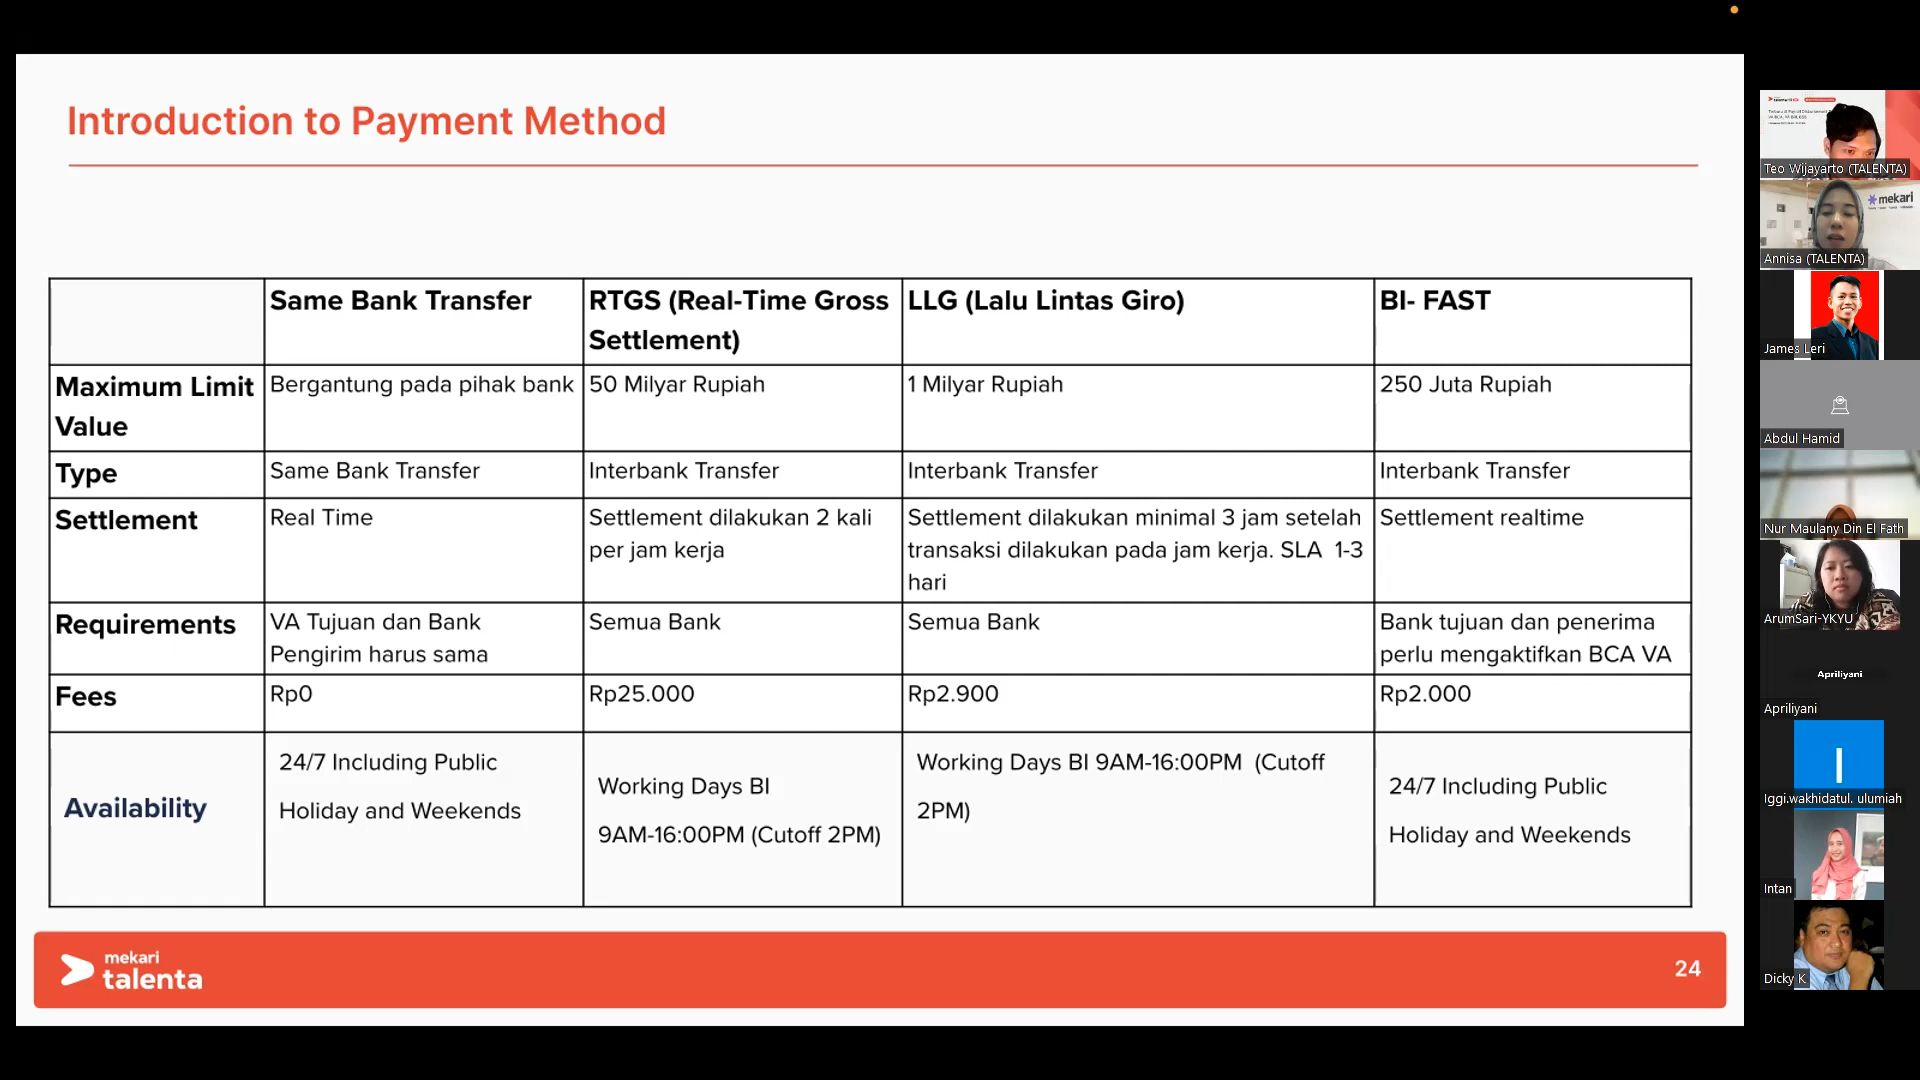 Introduction to Payment Method
Same Bank Transfer
RTGS (Real-Time Gross
Settlement)
LLG (Lalu Lintas Giro)
BI- FAST
Maximum Limit
Value
Bergantung pada pihak bank
50 Milyar Rupiah
1 Milyar Rupiah
250 Juta Rupiah
Type
Same Bank Transfer
Interbank Transfer
Interbank Transfer
Interbank Transfer
Settlement
Real Time
Settlement dilakukan 2 kali
per jam kerja
Settlement dilakukan minimal 3 jam setelah
transaksi dilakukan pada jam kerja. SLA 1-3
hari
Settlement realtime
Requirements
VA Tujuan dan Bank
Pengirim harus sama
Semua Bank
Semua Bank
Bank tujuan dan penerima
perlu mengaktifkan BCA VA
Fees
Rp0
Rp25.000
Rp2.900
Rp2.000
Availability
24/7 Including Public
Holiday and Weekends
Working Days BI
9AM-16:00PM (Cutoff 2PM)
Working Days BI 9AM-16:00PM (Cutoff
2PM)
24/7 Including Public
Holiday and Weekends
mekari
talenta
24
Teo Wijayarto (TALENTA)
mekari
Annisa (TALENTA)
James Leri
Abdul Hamid
Nur Maulany Din El Fath
ArumSari-YKYU
Apriliyani
Apriliyani
I
Iggi.wakhidatul. ulumiah
Intan
Dicky K